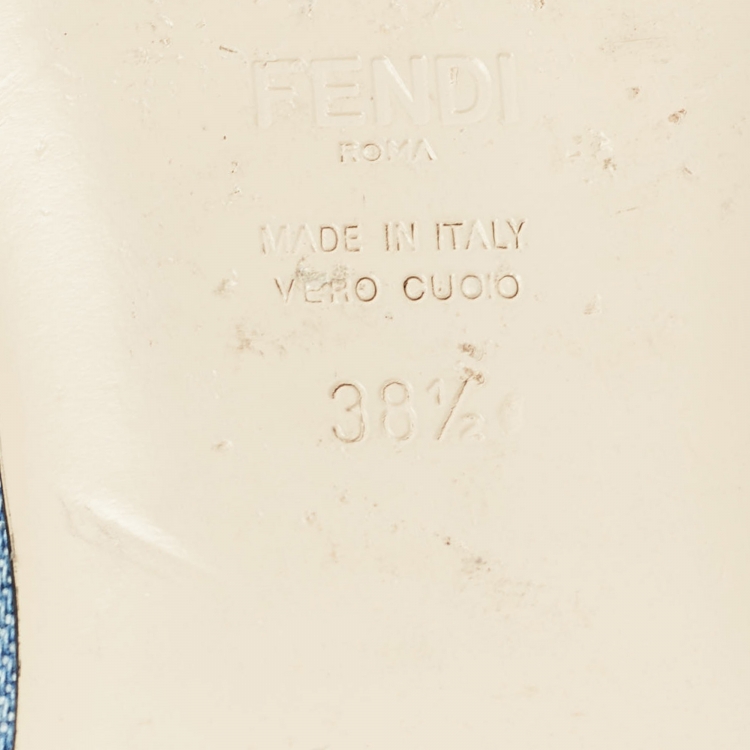 FENDI
ROMA
MADE IN ITALY
VERO CUOIO
38½